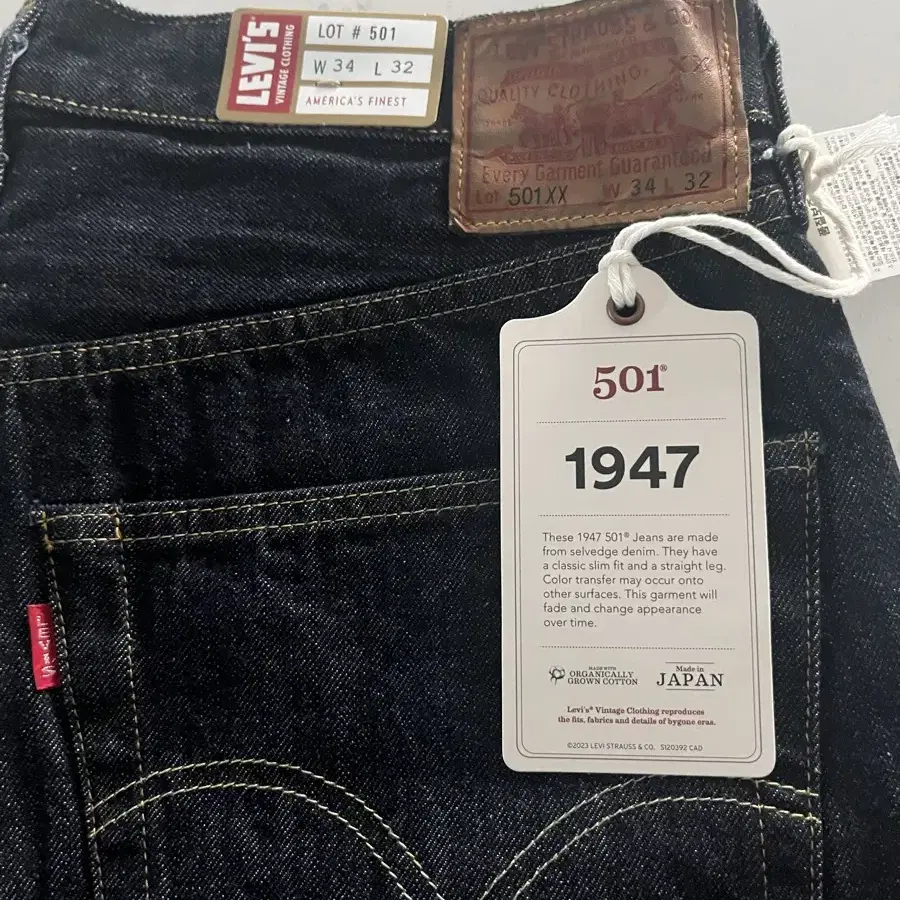 LEVI'S
VINTAGE CLOTHING
LOT # 501
W 34 L 32
AMERICA'S FINEST
LEVI STRAUSS & CO.
XX
QUALITY CLOTHING.
Every Garment Guaranteed
Lot 501XX W 34 L 32
501®
1947
These 1947 501® Jeans are made
from selvedge denim. They have
a classic slim fit and a straight leg.
Color transfer may occur onto
other surfaces. This garment will
fade and change appearance
over time.
MADE WITH
ORGANICALLY
GROWN COTTON
Made in
JAPAN
Levi's® Vintage Clothing reproduces
the fits, fabrics and details of bygone eras.
©2023 LEVI STRAUSS & CO. S120392 CAD